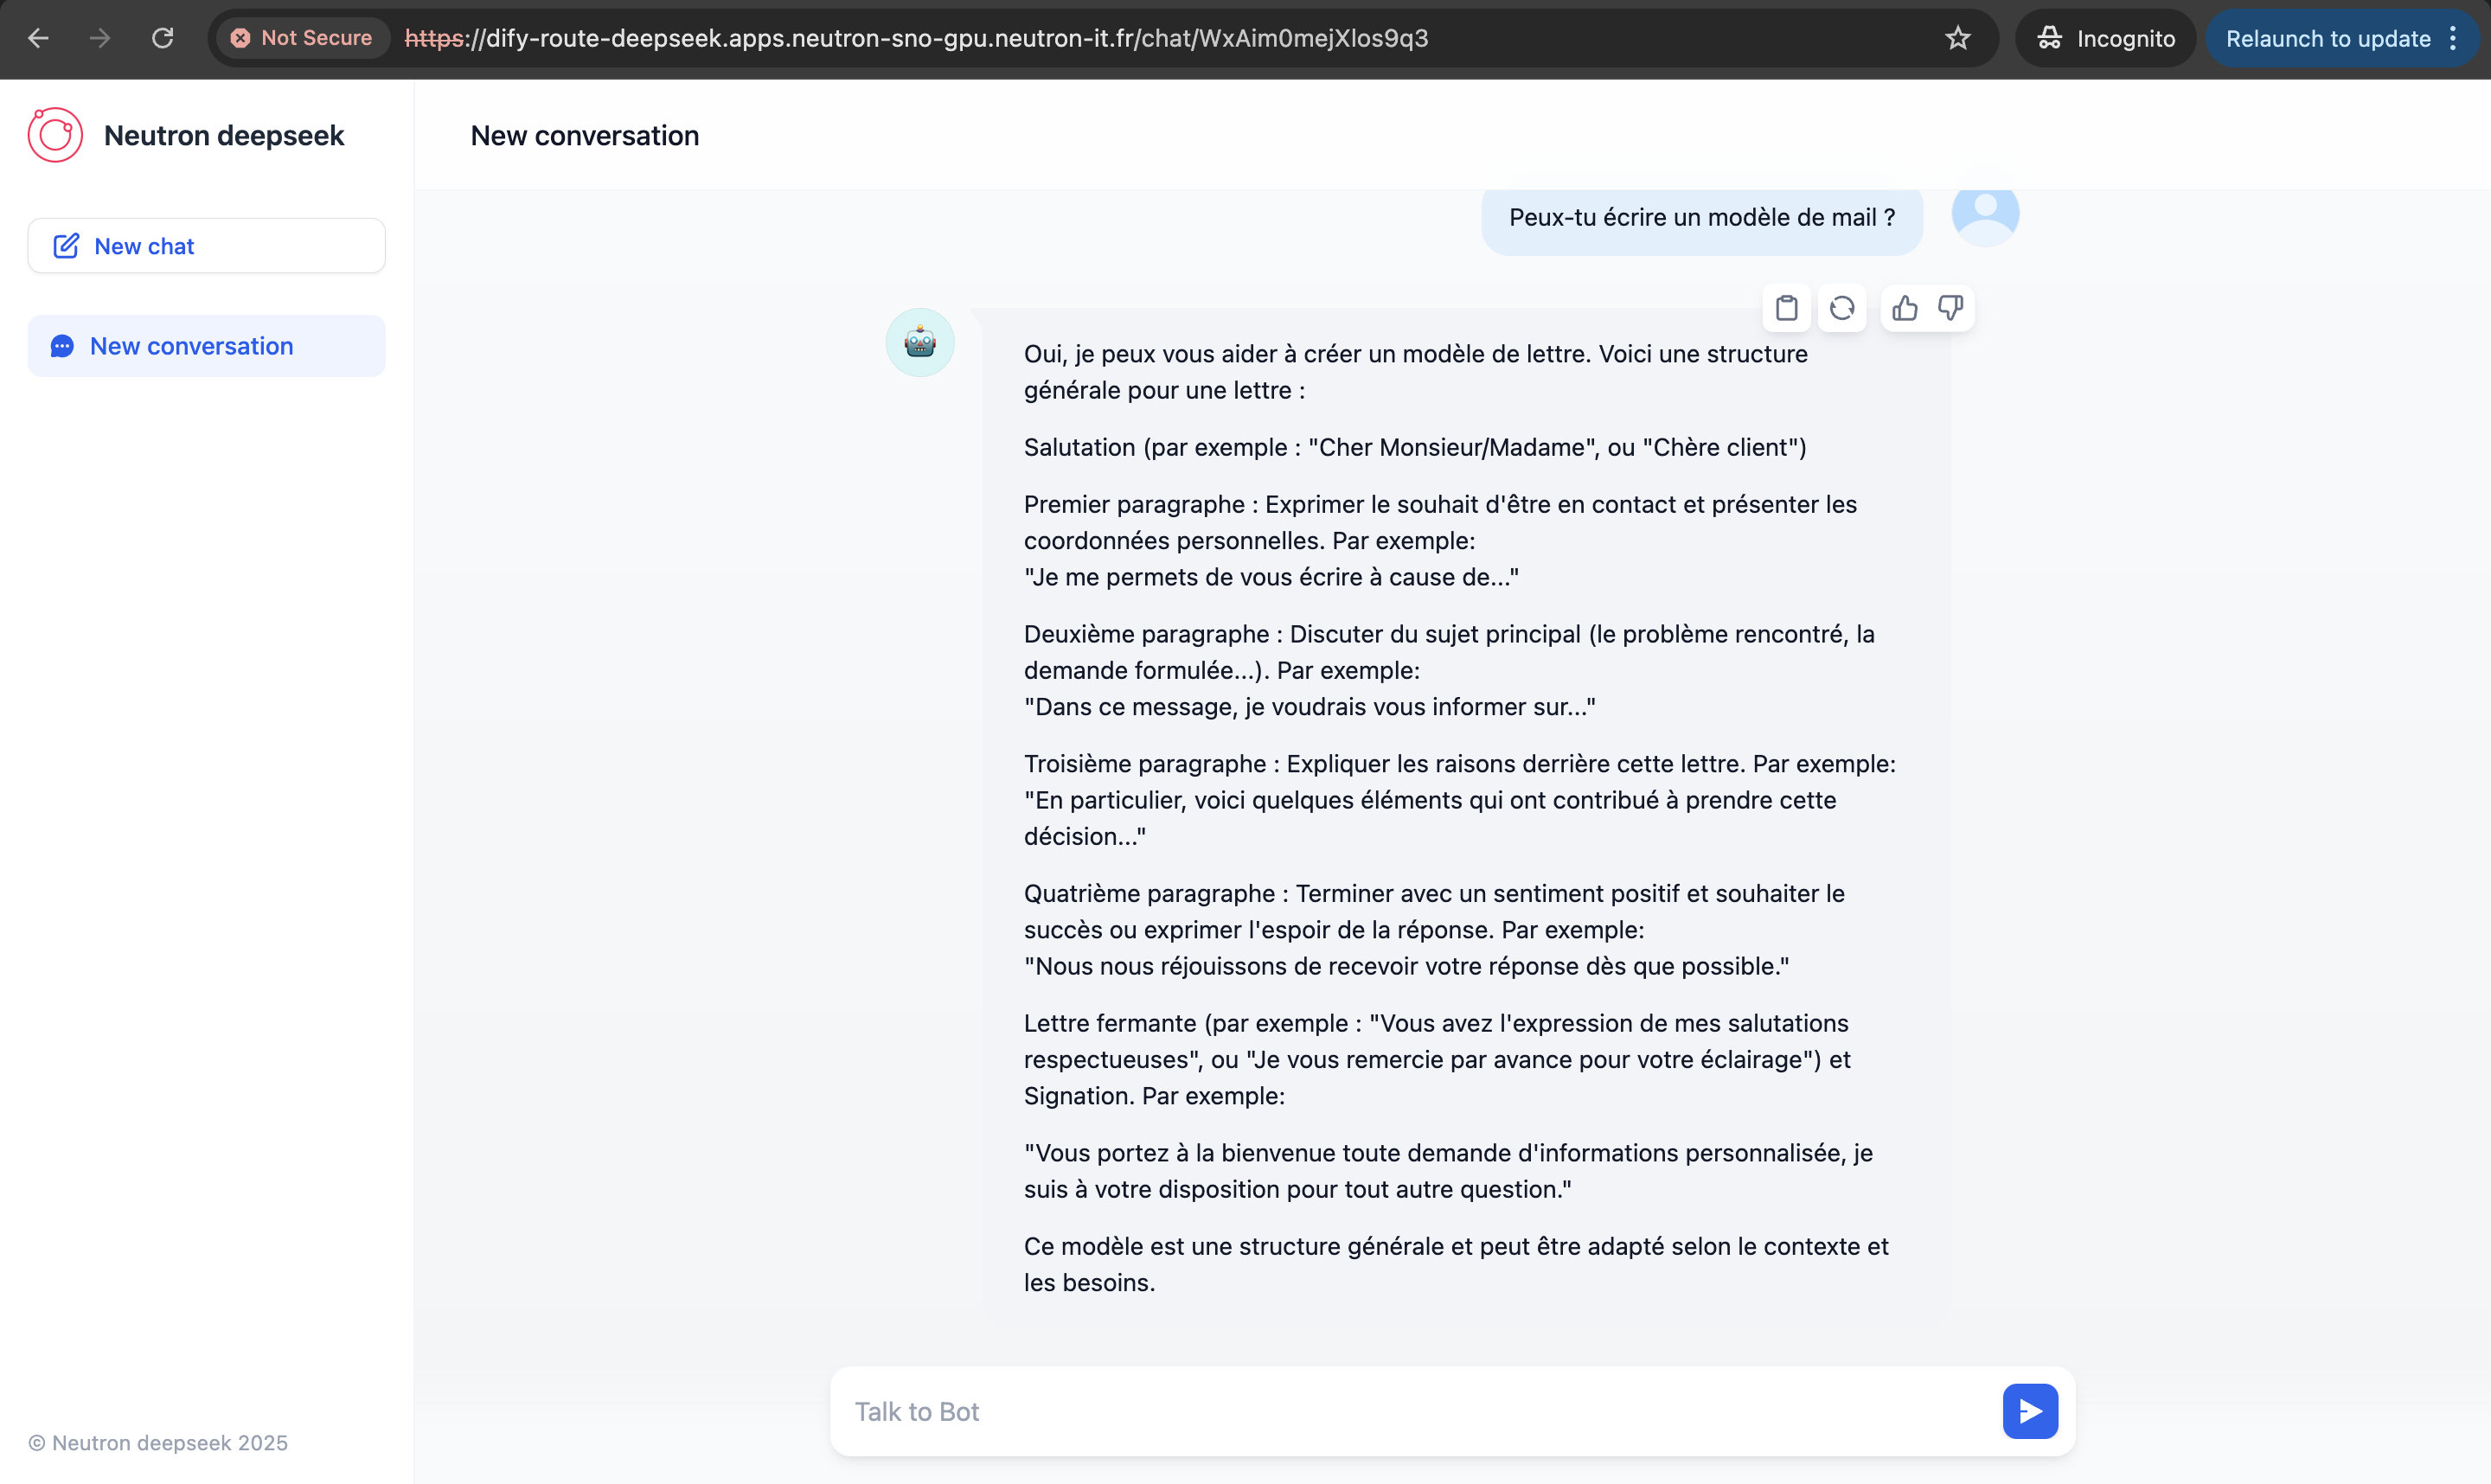 Not Secure
https://dify-route-deepseek.apps.neutron-sno-gpu.neutron-it.fr/chat/WxAim0mejXlos9q3
Incognito
Relaunch to update
Neutron deepseek
New conversation
New chat
New conversation
Peux-tu écrire un modèle de mail ?
Oui, je peux vous aider à créer un modèle de lettre. Voici une structure
générale pour une lettre :
Salutation (par exemple : "Cher Monsieur/Madame", ou "Chère client")
Premier paragraphe : Exprimer le souhait d'être en contact et présenter les
coordonnées personnelles. Par exemple:
"Je me permets de vous écrire à cause de..."
Deuxième paragraphe : Discuter du sujet principal (le problème rencontré, la
demande formulée...). Par exemple:
"Dans ce message, je voudrais vous informer sur..."
Troisième paragraphe : Expliquer les raisons derrière cette lettre. Par exemple:
"En particulier, voici quelques éléments qui ont contribué à prendre cette
décision..."
Quatrième paragraphe : Terminer avec un sentiment positif et souhaiter le
succès ou exprimer l'espoir de la réponse. Par exemple:
"Nous nous réjouissons de recevoir votre réponse dès que possible."
Lettre fermante (par exemple : "Vous avez l'expression de mes salutations
respectueuses", ou "Je vous remercie par avance pour votre éclairage") et
Signation. Par exemple:
"Vous portez à la bienvenue toute demande d'informations personnalisée, je
suis à votre disposition pour tout autre question."
Ce modèle est une structure générale et peut être adapté selon le contexte et
les besoins.
Talk to Bot
© Neutron deepseek 2025